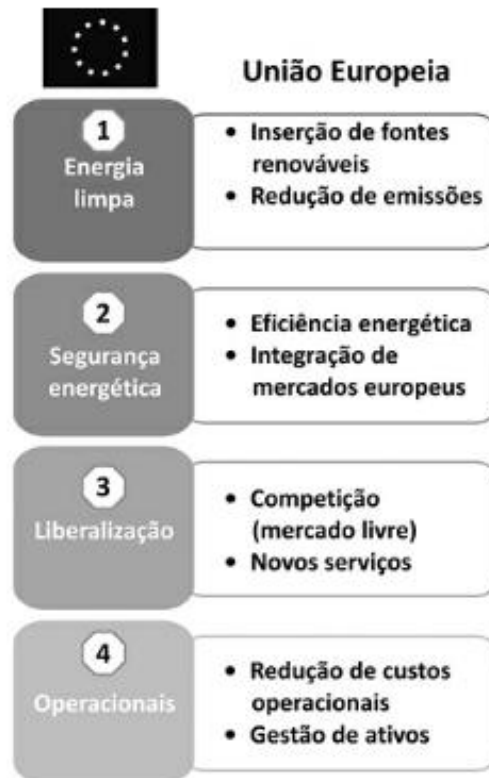 União Europeia
1
Energia
limpa
• Inserção de fontes
renováveis
• Redução de emissões
2
Segurança
energética
• Eficiência energética
• Integração de
mercados europeus
3
Liberalização
• Competição
(mercado livre)
• Novos serviços
4
Operacionais
• Redução de custos
operacionais
• Gestão de ativos